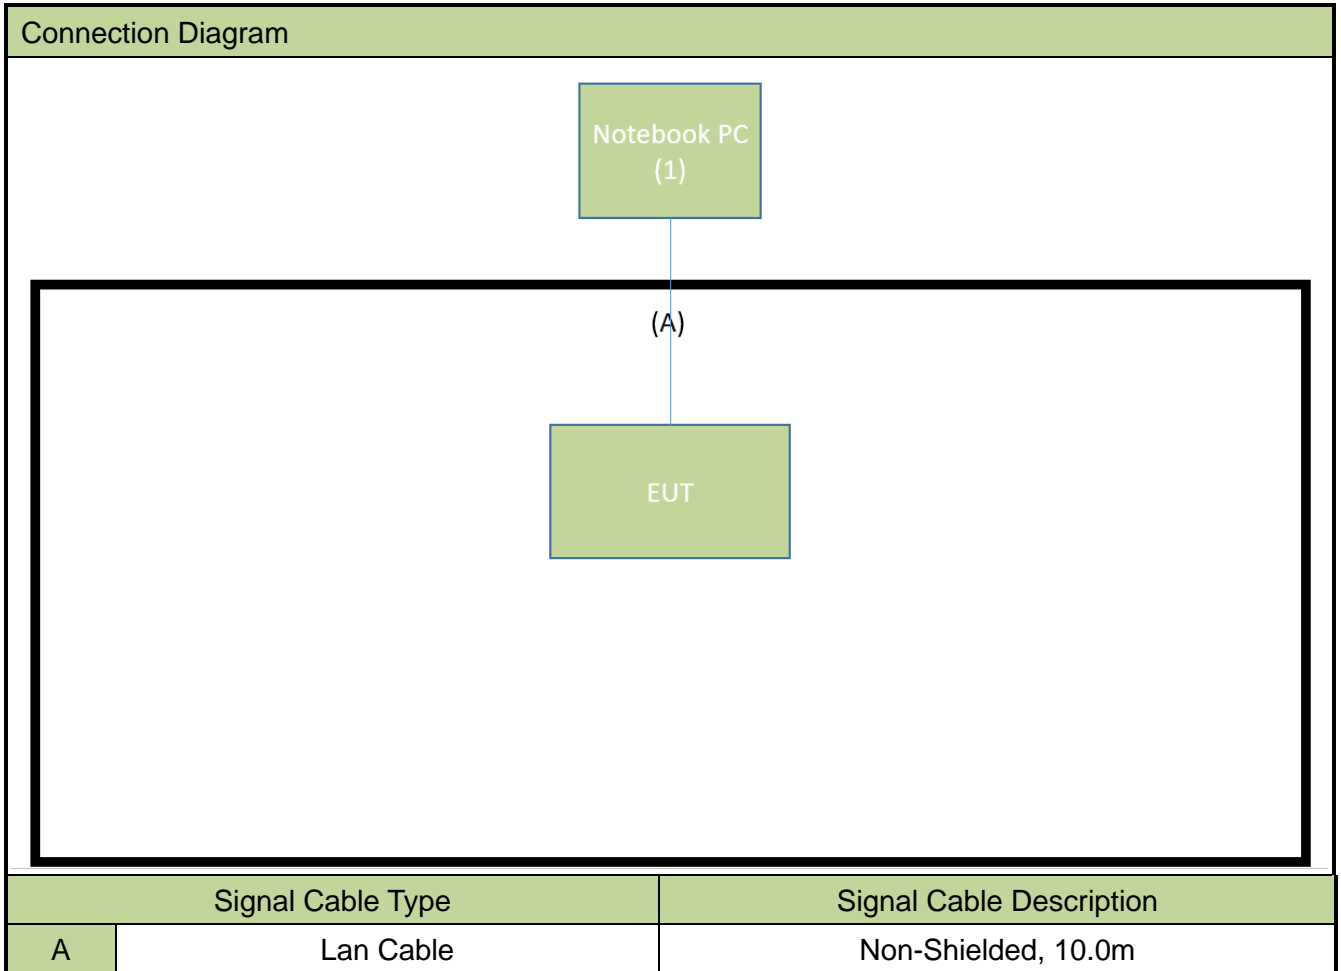 Connection Diagram
Notebook PC
(1)
(A)
EUT
Signal Cable Type Signal Cable Description
A Lan Cable Non-Shielded, 10.0m